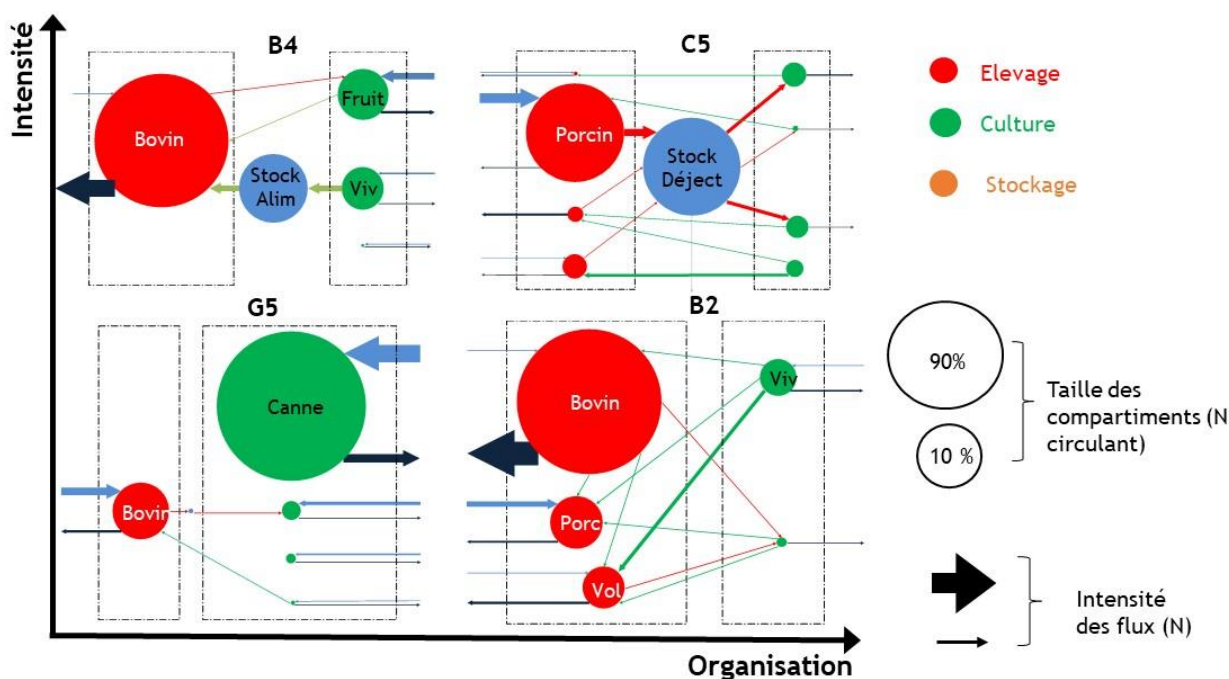 Intensité
B4
Bovin
Fruit
Stock
Alim
Viv
C5
Porcin
Stock
Déject
G5
Canne
Bovin
B2
Bovin
Viv
Porc
Vol
Organisation
Elevage
Culture
Stockage
90%
10 %
Taille des
compartiments (N
circulant)
Intensité
des flux (N)